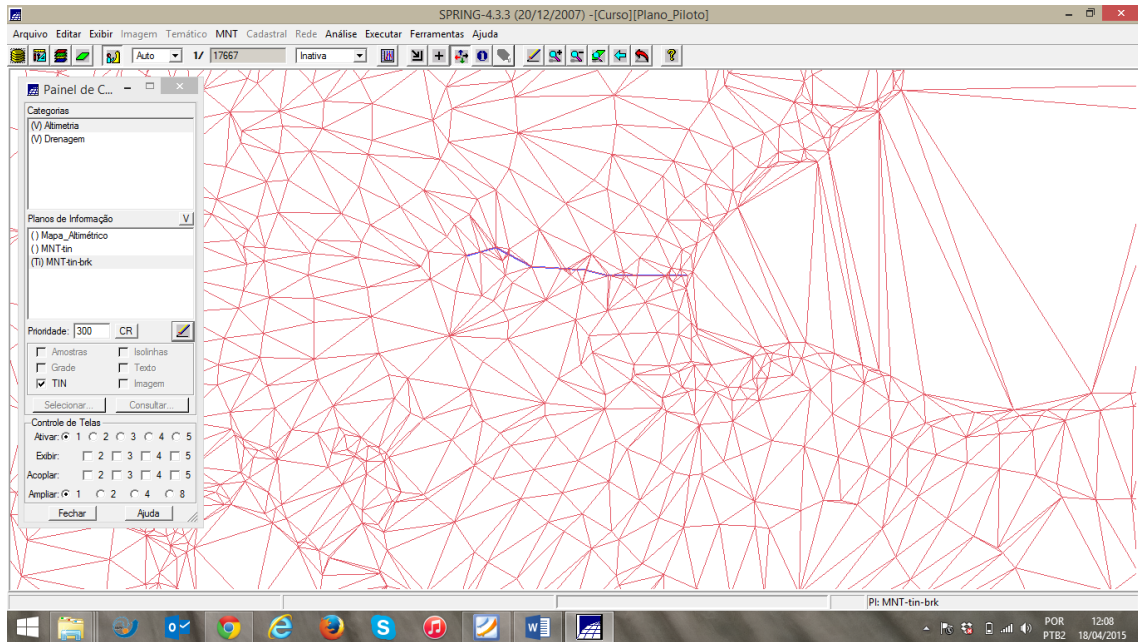 SPRING-4.3.3 (20/12/2007) -[Curso][Plano_Piloto]
Arquivo Editar Exibir Imagem Temático MNT Cadastral Rede Análise Executar Ferramentas Ajuda
Auto 1/ 17667 Inativa
Painel de C...
Categorias
(V) Altimetria
(V) Drenagem
Planos de Informação V
( ) Mapa_Altimétrico
( ) MNT-tin
(Ti) MNT-tin-brk
Prioridade: 300 CR
Amostras Isolinhas
Grade Texto
TIN Imagem
Selecionar... Consultar...
Controle de Telas
Ativar: 1 2 3 4 5
Exibir: 2 3 4 5
Acoplar: 2 3 4 5
Ampliar: 1 2 4 8
Fechar Ajuda
PI: MNT-tin-brk
POR 12:08
PTB2 18/04/2015